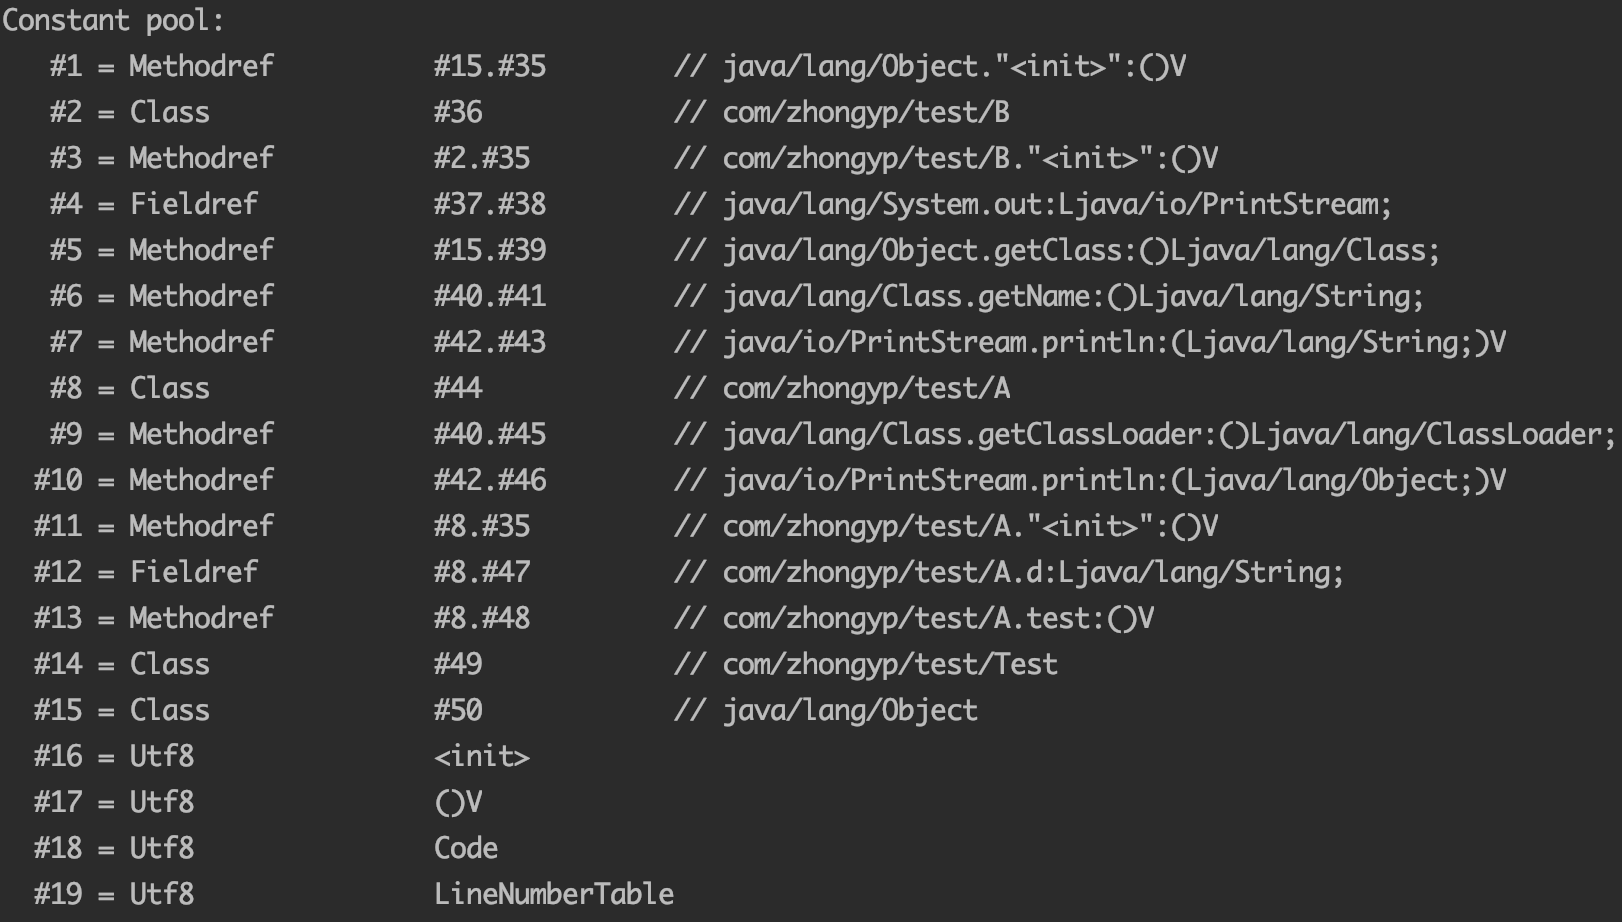 Constant pool:
   #1 = Methodref          #15.#35        // java/lang/Object."<init>":()V
   #2 = Class              #36            // com/zhongyp/test/B
   #3 = Methodref          #2.#35         // com/zhongyp/test/B."<init>":()V
   #4 = Fieldref           #37.#38        // java/lang/System.out:Ljava/io/PrintStream;
   #5 = Methodref          #15.#39        // java/lang/Object.getClass:()Ljava/lang/Class;
   #6 = Methodref          #40.#41        // java/lang/Class.getName:()Ljava/lang/String;
   #7 = Methodref          #42.#43        // java/io/PrintStream.println:(Ljava/lang/String;)V
   #8 = Class              #44            // com/zhongyp/test/A
   #9 = Methodref          #40.#45        // java/lang/Class.getClassLoader:()Ljava/lang/ClassLoader;
  #10 = Methodref          #42.#46        // java/io/PrintStream.println:(Ljava/lang/Object;)V
  #11 = Methodref          #8.#35         // com/zhongyp/test/A."<init>":()V
  #12 = Fieldref           #8.#47         // com/zhongyp/test/A.d:Ljava/lang/String;
  #13 = Methodref          #8.#48         // com/zhongyp/test/A.test:()V
  #14 = Class              #49            // com/zhongyp/test/Test
  #15 = Class              #50            // java/lang/Object
  #16 = Utf8               <init>
  #17 = Utf8               ()V
  #18 = Utf8               Code
  #19 = Utf8               LineNumberTable